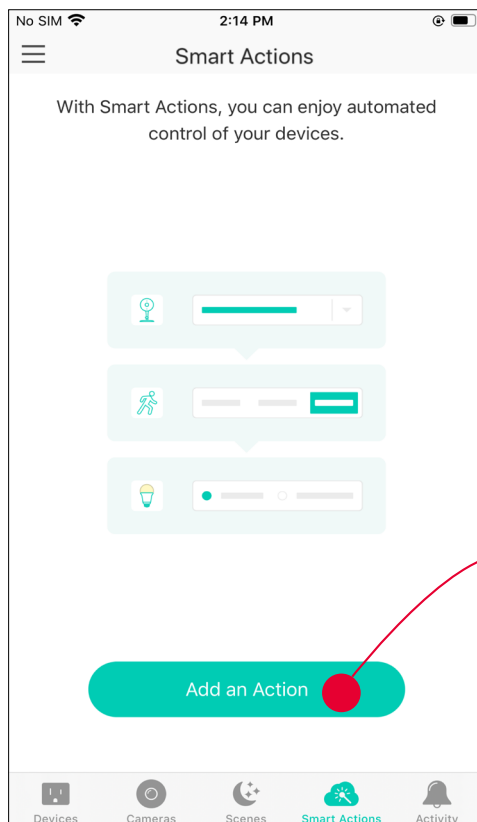 No SIM 2:14 PM
Smart Actions
With Smart Actions, you can enjoy automated
control of your devices.
Add an Action
Devices Cameras Scenes Smart Actions Activity